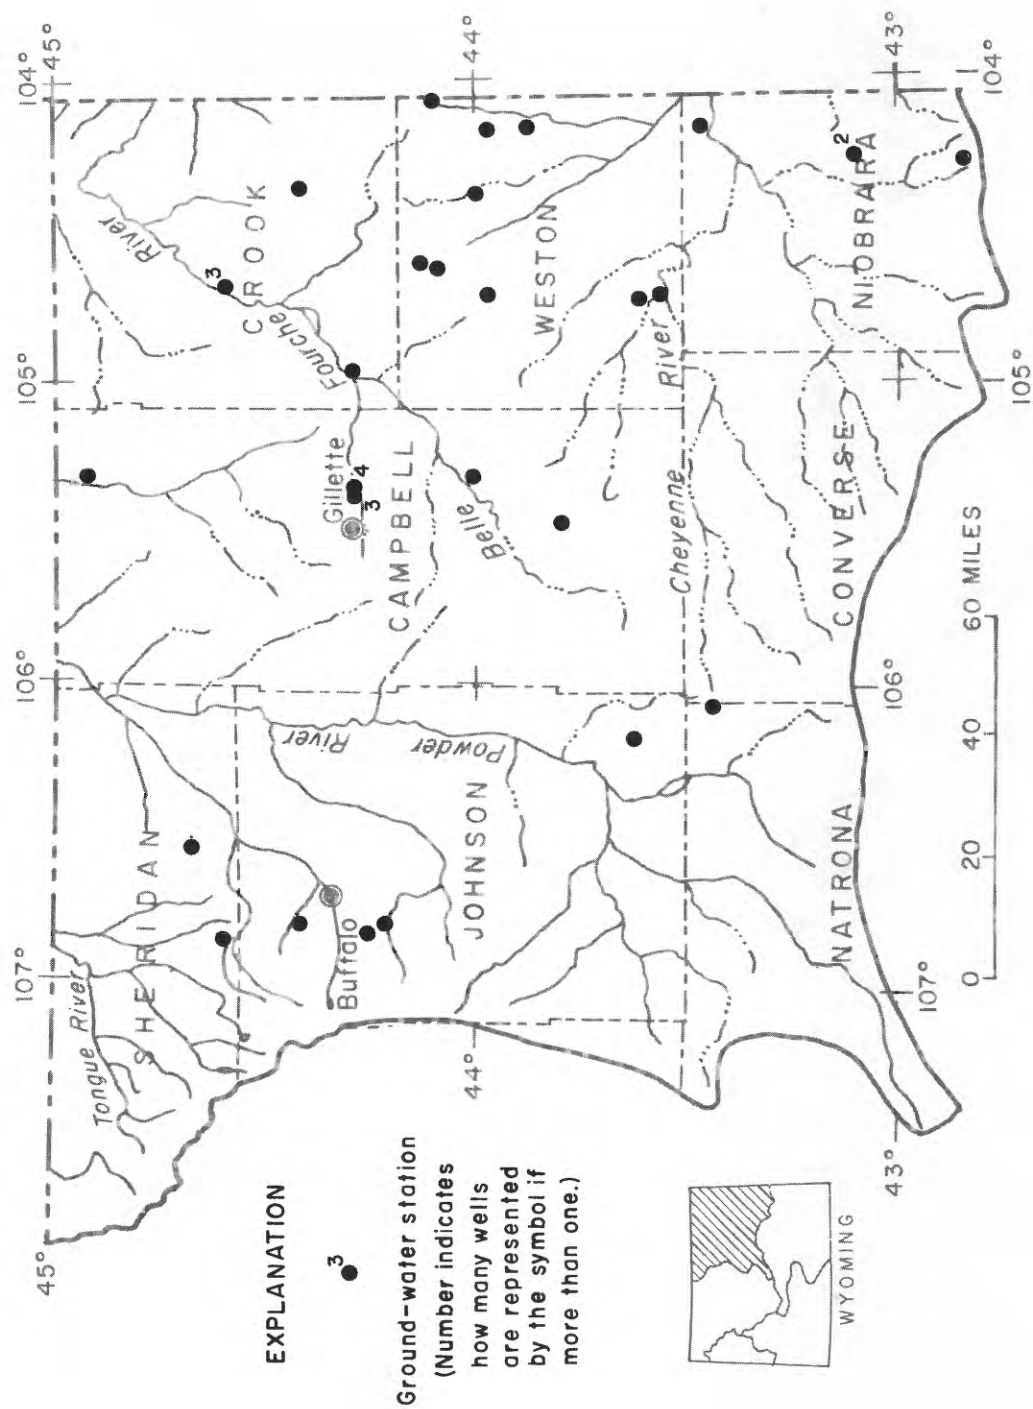 45°
107°
106°
105°
104°
45°
Tongue River
SHERIDAN
River
CROOK
3
Fourche
Gillette
3
4
Buffalo
River
Powder
CAMPBELL
Belle
44°
44°
JOHNSON
WESTON
Cheyenne
River
NATRONA
CONVERSE
NIOBRARA
2
43°
43°
107°
106°
105°
104°
0
20
40
60 MILES
EXPLANATION
3
Ground-water station
(Number indicates
how many wells
are represented
by the symbol if
more than one.)
WYOMING